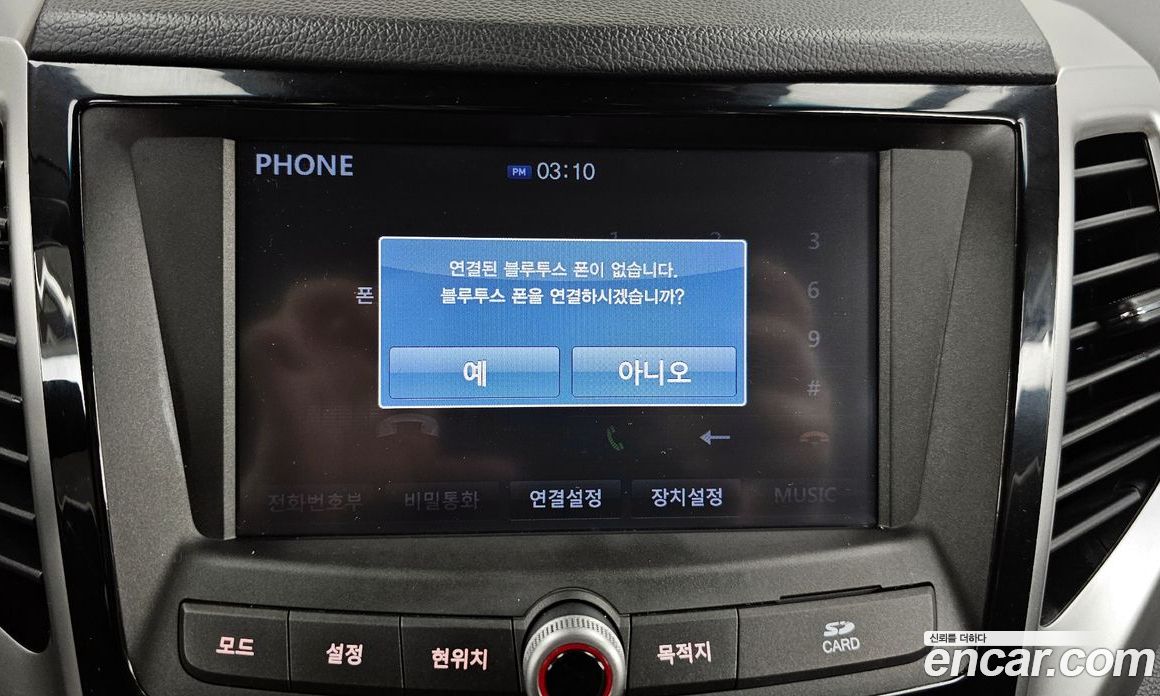 PHONE
PM 03:10
1 2 3
연결된 블루투스 폰이 없습니다.
블루투스 폰을 연결하시겠습니까?
폰
6
9
예
아니오
#
전화번호부 비밀통화 연결설정 장치설정 MUSIC
모드 설정 현위치 목적지
SD
CARD
신뢰를 더하다
encar.com